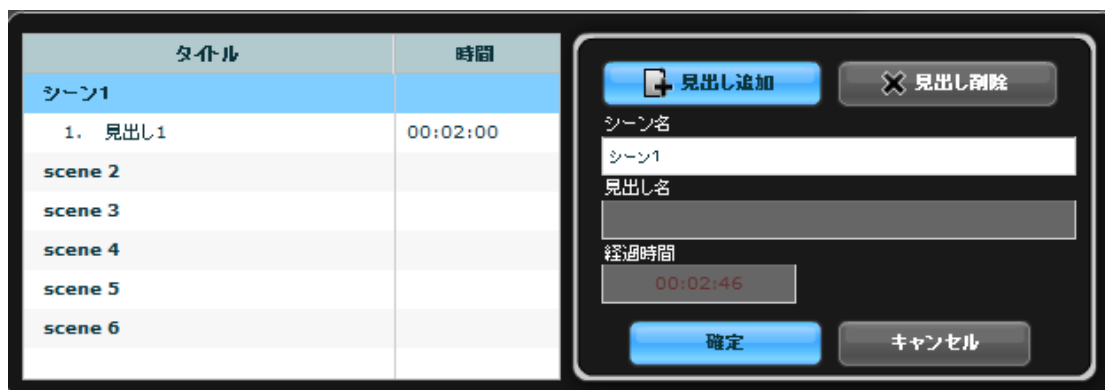 タイトル 時間
シーン1
1. 見出し1 00:02:00
scene 2
scene 3
scene 4
scene 5
scene 6
見出し追加 見出し削除
シーン名
シーン1
見出し名
経過時間
00:02:46
確定 キャンセル